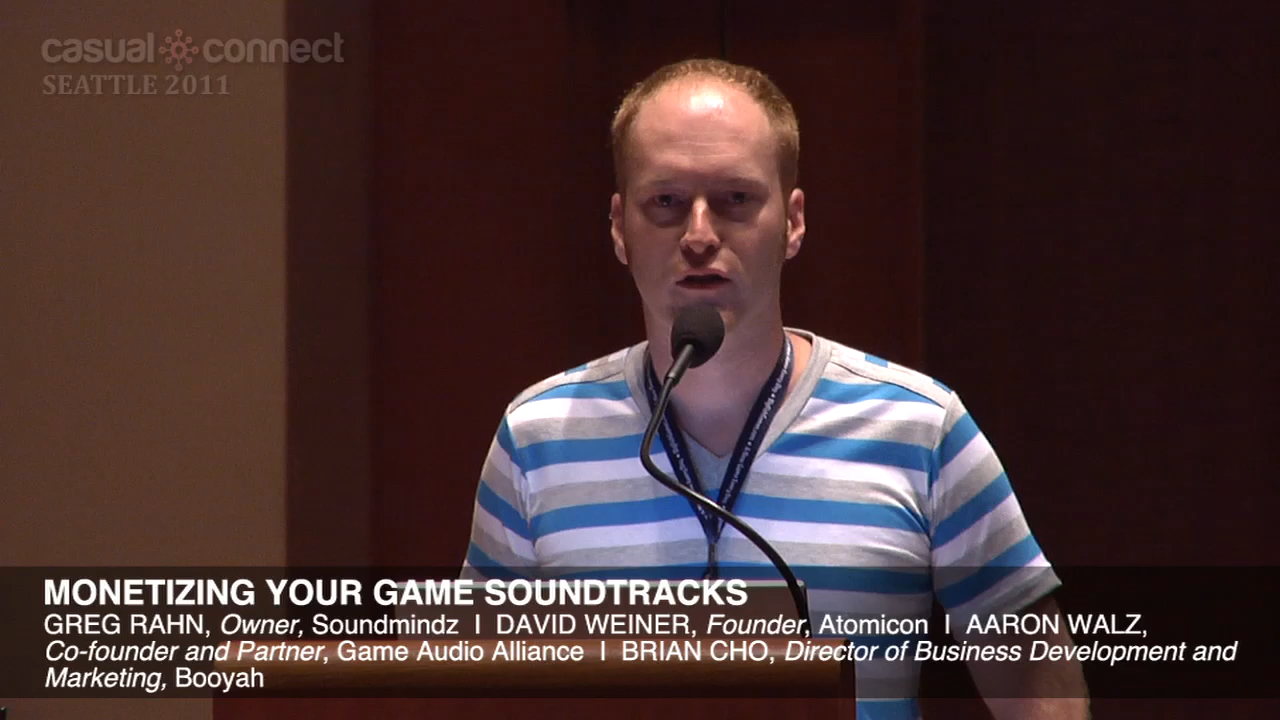 casual connect
SEATTLE 2011
MONETIZING YOUR GAME SOUNDTRACKS
GREG RAHN, Owner, Soundmindz I DAVID WEINER, Founder, Atomicon I AARON WALZ,
Co-founder and Partner, Game Audio Alliance I BRIAN CHO, Director of Business Development and
Marketing, Booyah